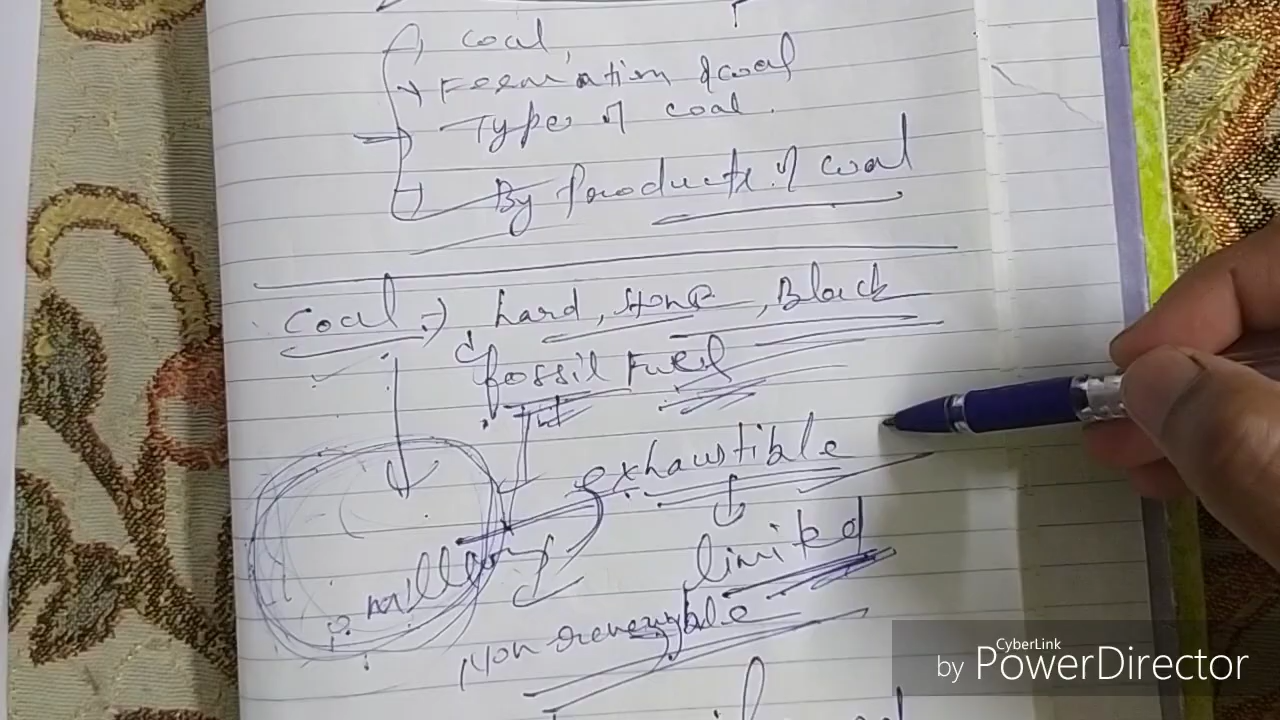 coal,
Formation of coal
Type of coal.
By products of coal
Coal :-) hard, stone, Black
fossil Fuel
exhaustible
limited
million
Non renewable
CyberLink
by PowerDirector